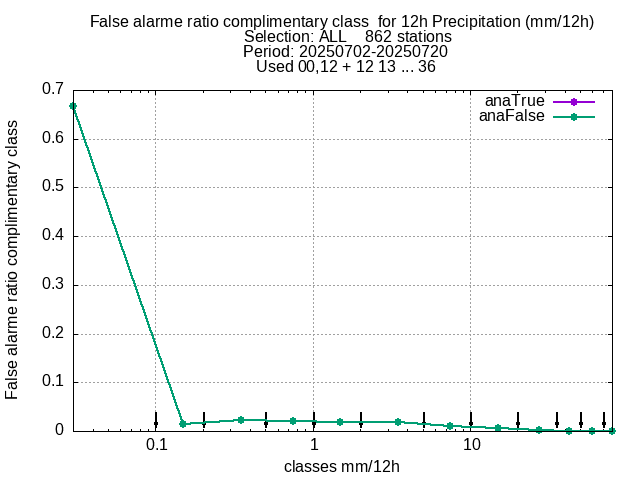 False alarme ratio complimentary class  for 12h Precipitation (mm/12h)
Selection: ALL    862 stations
Period: 20250702-20250720
Used 00,12 + 12 13 ... 36
anaTrue
anaFalse
False alarme ratio complimentary class
0.7
0.6
0.5
0.4
0.3
0.2
0.1
0
0.1
1
10
classes mm/12h